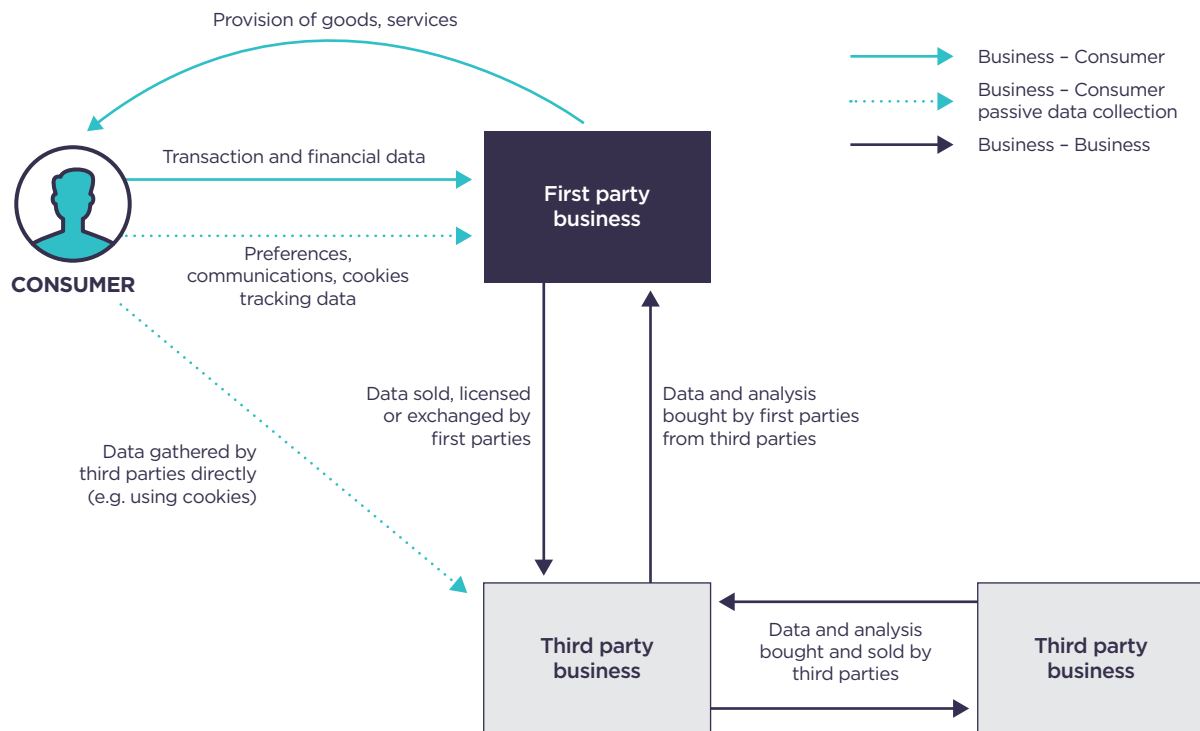 Provision of goods, services
Business – Consumer
Business – Consumer
passive data collection
Business – Business
Transaction and financial data
First party
business
Preferences,
communications, cookies
tracking data
CONSUMER
Data sold, licensed
or exchanged by
first parties
Data and analysis
bought by first parties
from third parties
Data gathered by
third parties directly
(e.g. using cookies)
Third party
business
Data and analysis
bought and sold by
third parties
Third party
business